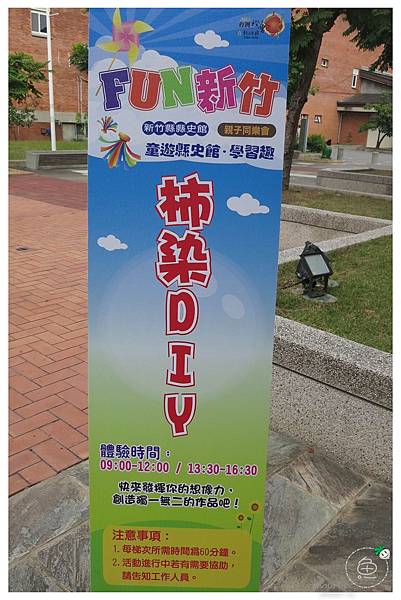 FUN新竹
新竹縣縣史館 親子同樂會
童遊縣史館·學習趣
柿染DIY
體驗時間：
09:00-12:00 / 13:30-16:30
快來發揮你的想像力、
創造獨一無二的作品吧！
注意事項：
1. 每梯次所需時間為60分鐘。
2. 活動進行中若有需要協助，
請告知工作人員。